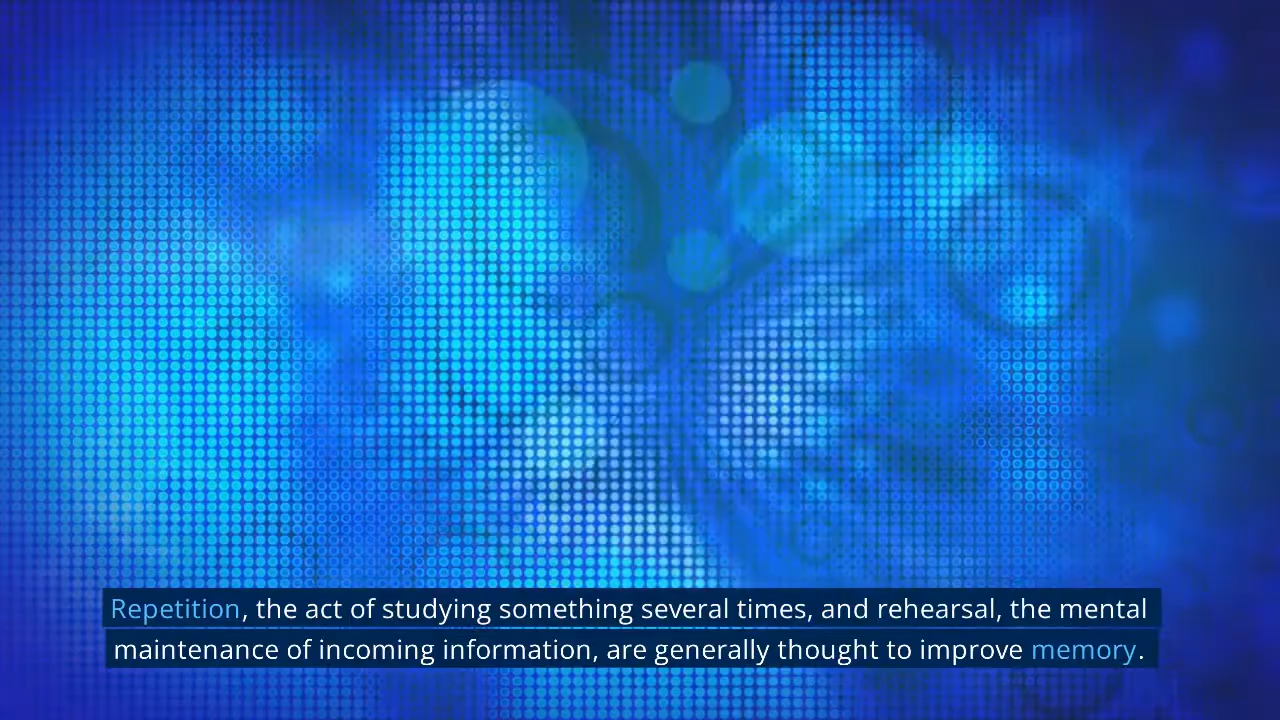 Repetition, the act of studying something several times, and rehearsal, the mental
maintenance of incoming information, are generally thought to improve memory.